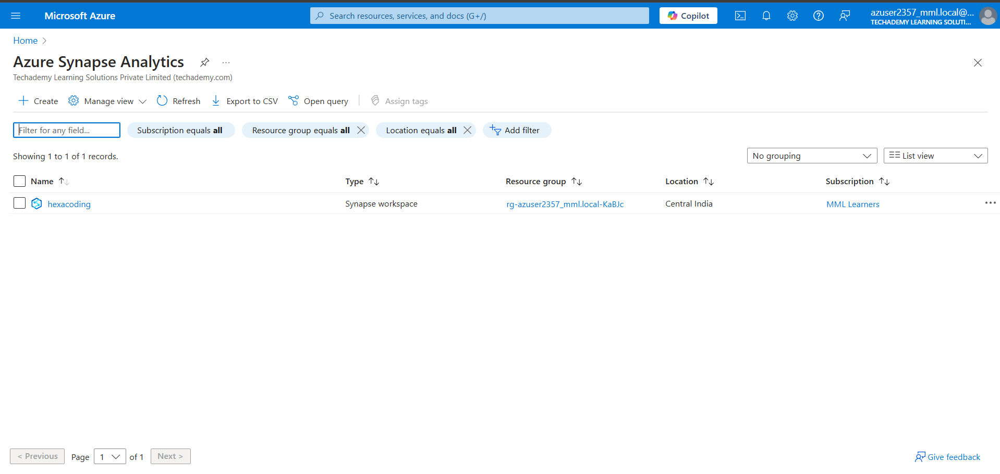 Microsoft Azure
Search resources, services, and docs (G+/)
Copilot
azuser2357_mml.local@...
TECHADEMY LEARNING SOLUTI...
Home
Azure Synapse Analytics
...
Techademy Learning Solutions Private Limited (techademy.com)
Create
Manage view
Refresh
Export to CSV
Open query
Assign tags
Filter for any field...
Subscription equals all
Resource group equals all
Location equals all
Add filter
Showing 1 to 1 of 1 records.
No grouping
List view
Name
Type
Resource group
Location
Subscription
hexacoding
Synapse workspace
rg-azuser2357_mml.local-KaBJc
Central India
MML Learners
< Previous
Page
1
of 1
Next >
Give feedback